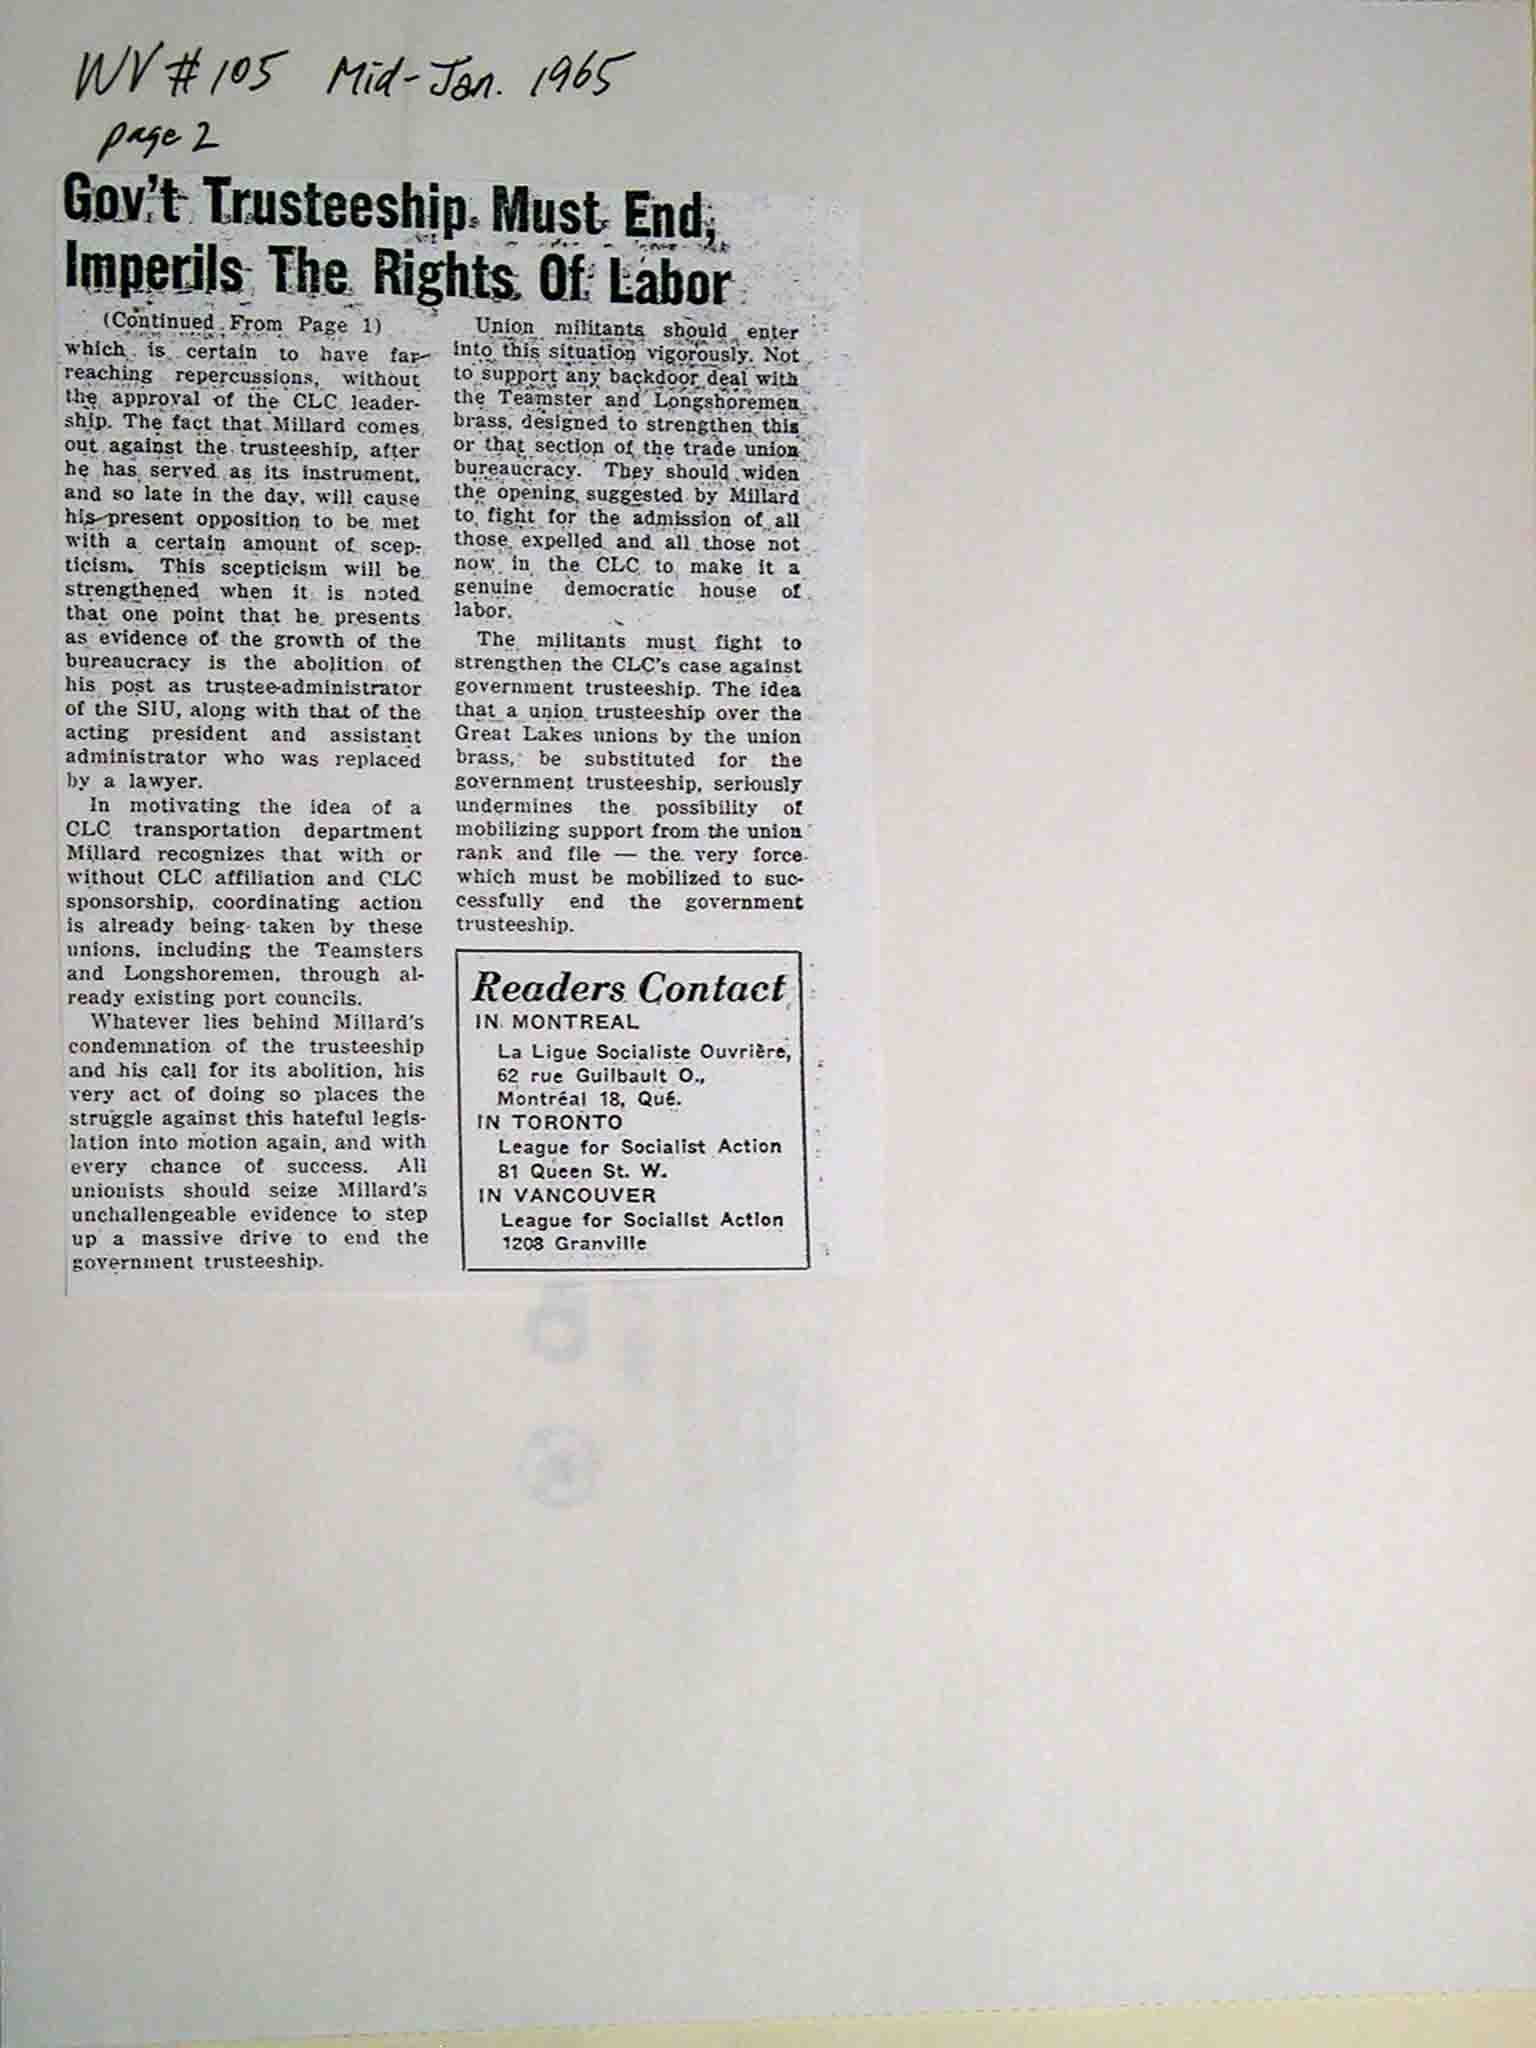 WV # 105 Mid-Jan. 1965
page 2
Gov't Trusteeship Must End,
Imperils The Rights Of Labor
(Continued From Page 1)
which is certain to have far-
reaching repercussions, without
the approval of the CLC leader-
ship. The fact that Millard comes
out against the trusteeship, after
he has served as its instrument,
and so late in the day, will cause
his present opposition to be met
with a certain amount of scep-
ticism. This scepticism will be
strengthened when it is noted
that one point that he presents
as evidence of the growth of the
bureaucracy is the abolition of
his post as trustee-administrator
of the SIU, along with that of the
acting president and assistant
administrator who was replaced
by a lawyer.
In motivating the idea of a
CLC transportation department
Millard recognizes that with or
without CLC affiliation and CLC
sponsorship, coordinating action
is already being taken by these
unions, including the Teamsters
and Longshoremen, through al-
ready existing port councils.
Whatever lies behind Millard's
condemnation of the trusteeship
and his call for its abolition, his
very act of doing so places the
struggle against this hateful legis-
lation into motion again, and with
every chance of success. All
unionists should seize Millard's
unchallengeable evidence to step
up a massive drive to end the
government trusteeship.
Union militants should enter
into this situation vigorously. Not
to support any backdoor deal with
the Teamster and Longshoremen
brass, designed to strengthen this
or that section of the trade union
bureaucracy. They should widen
the opening suggested by Millard
to fight for the admission of all
those expelled and all those not
now in the CLC to make it a
genuine democratic house of
labor.
The militants must fight to
strengthen the CLC's case against
government trusteeship. The idea
that a union trusteeship over the
Great Lakes unions by the union
brass, be substituted for the
government trusteeship, seriously
undermines the possibility of
mobilizing support from the union
rank and file — the very force
which must be mobilized to suc-
cessfully end the government
trusteeship.
Readers Contact
IN MONTREAL
La Ligue Socialiste Ouvrière,
62 rue Guilbault O.,
Montréal 18, Qué.
IN TORONTO
League for Socialist Action
81 Queen St. W.
IN VANCOUVER
League for Socialist Action
1208 Granville